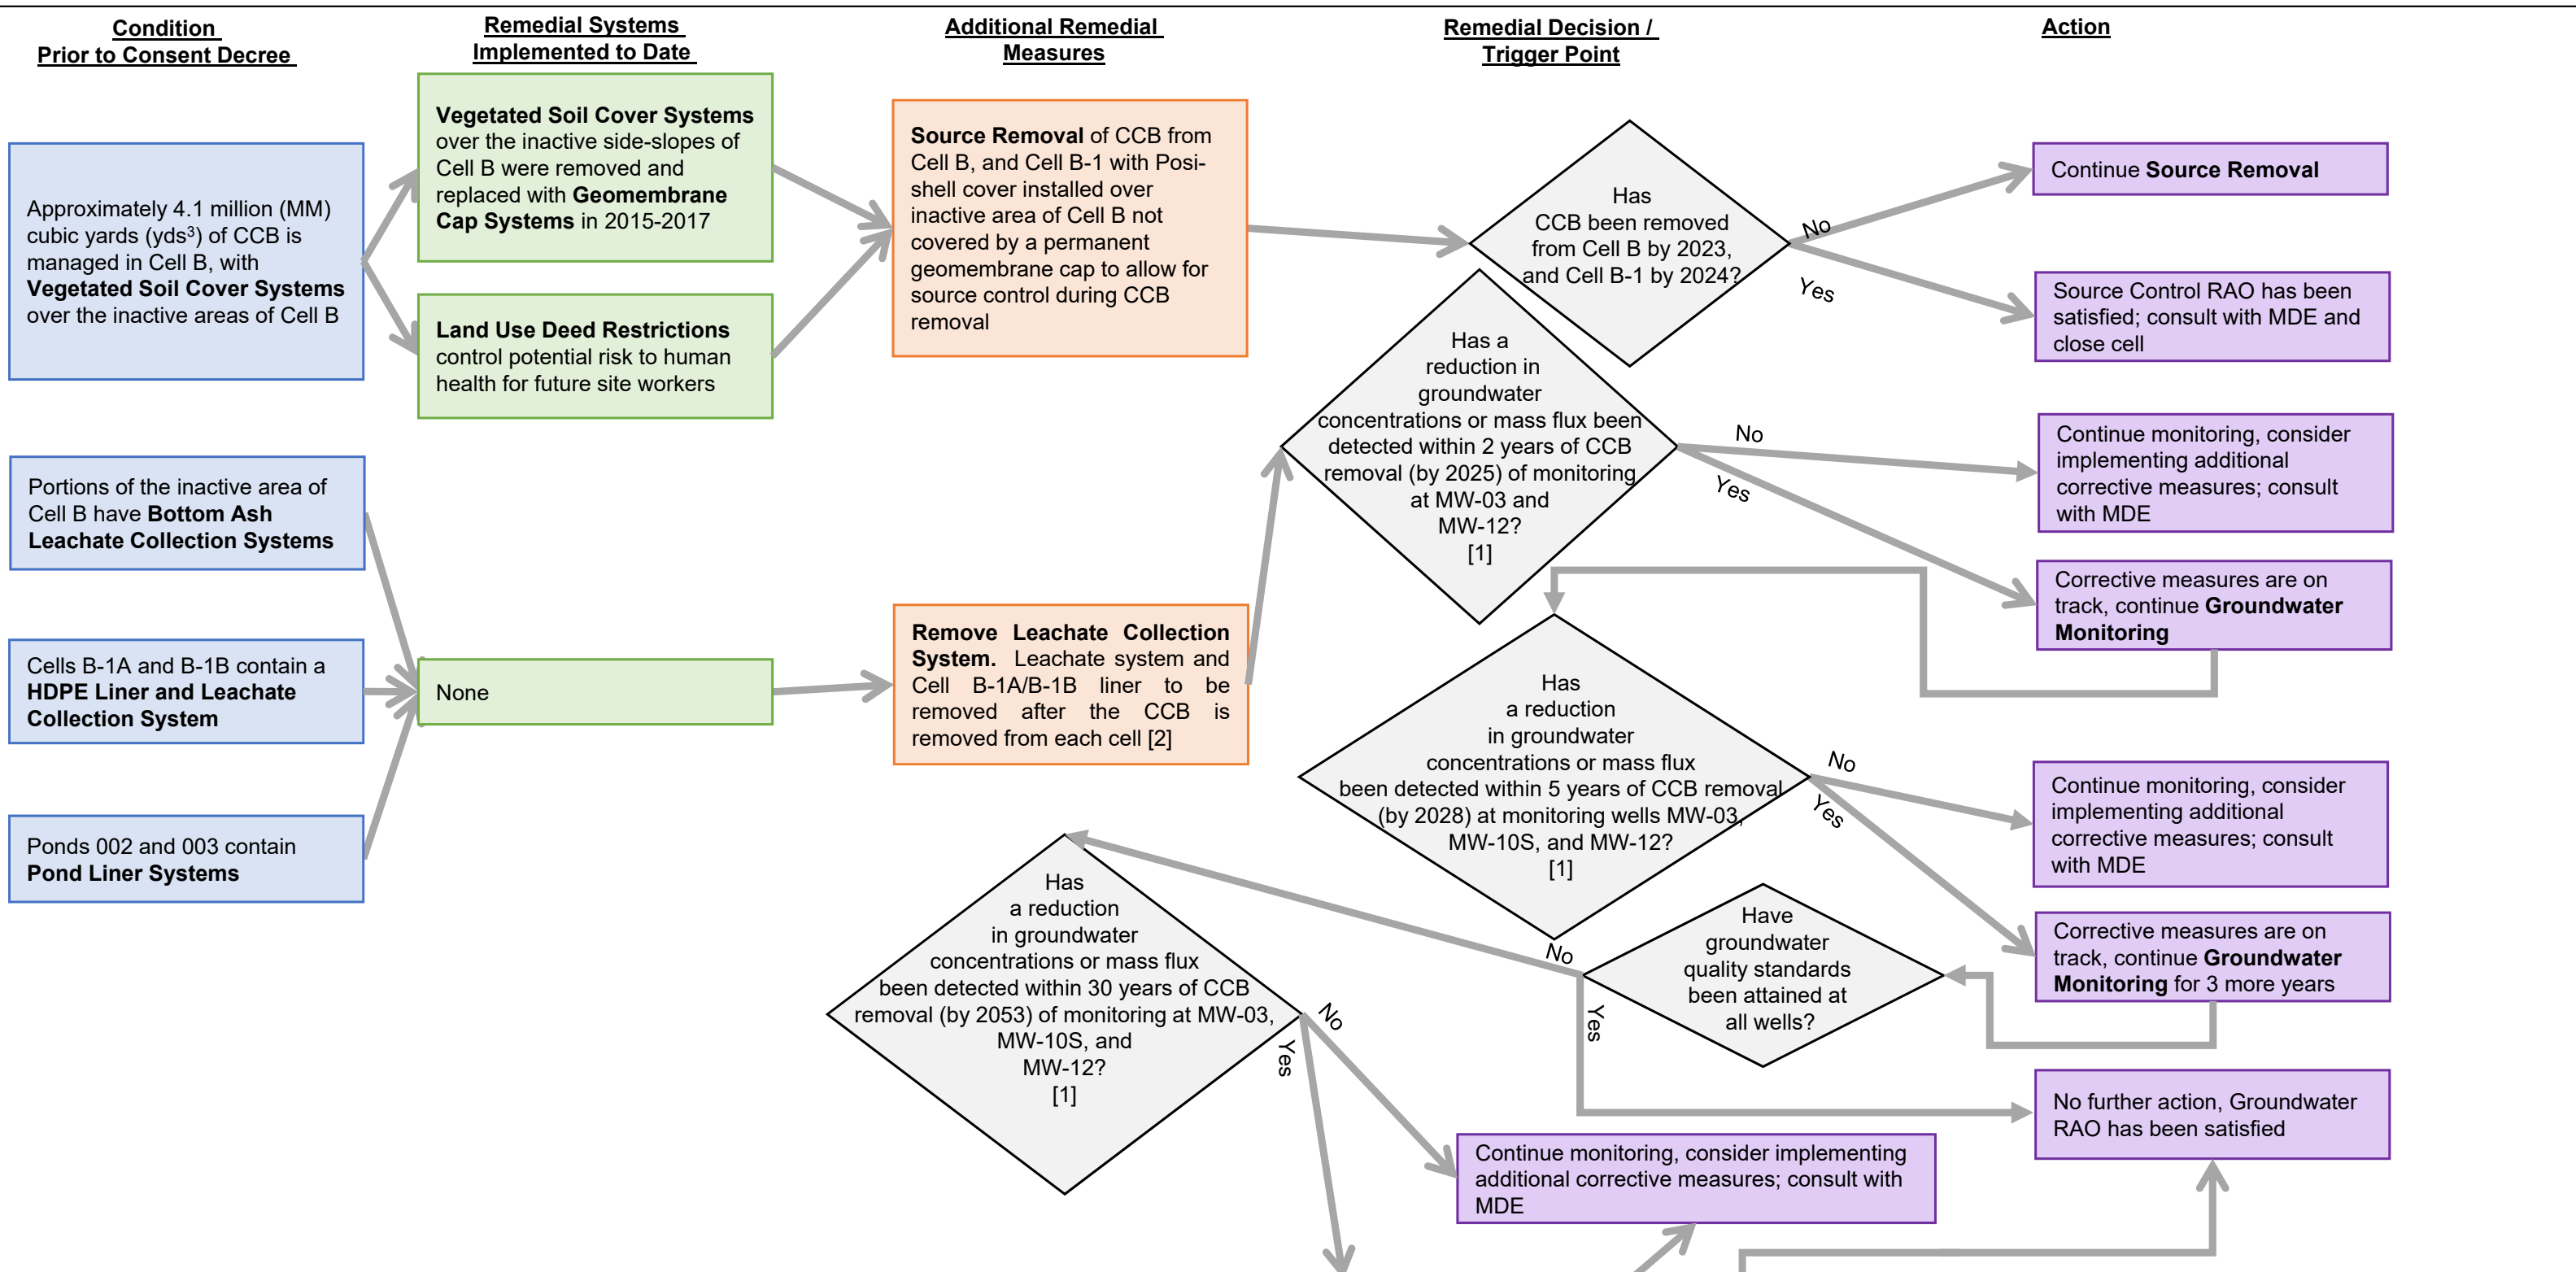 Condition
Prior to Consent Decree
Remedial Systems
Implemented to Date
Additional Remedial
Measures
Remedial Decision /
Trigger Point
Action
Approximately 4.1 million (MM)
cubic yards (yds³) of CCB is
managed in Cell B, with
Vegetated Soil Cover Systems
over the inactive areas of Cell B
Vegetated Soil Cover Systems
over the inactive side-slopes of
Cell B were removed and
replaced with Geomembrane
Cap Systems in 2015-2017
Land Use Deed Restrictions
control potential risk to human
health for future site workers
Source Removal of CCB from
Cell B, and Cell B-1 with Posi-
shell cover installed over
inactive area of Cell B not
covered by a permanent
geomembrane cap to allow for
source control during CCB
removal
Has
CCB been removed
from Cell B by 2023,
and Cell B-1 by 2024?
No
Yes
Continue Source Removal
Source Control RAO has been
satisfied; consult with MDE and
close cell
Portions of the inactive area of
Cell B have Bottom Ash
Leachate Collection Systems
Cells B-1A and B-1B contain a
HDPE Liner and Leachate
Collection System
Ponds 002 and 003 contain
Pond Liner Systems
None
Remove Leachate Collection
System. Leachate system and
Cell B-1A/B-1B liner to be
removed after the CCB is
removed from each cell [2]
Has a
reduction in
groundwater
concentrations or mass flux been
detected within 2 years of CCB
removal (by 2025) of monitoring
at MW-03 and
MW-12?
[1]
No
Yes
Continue monitoring, consider
implementing additional
corrective measures; consult
with MDE
Corrective measures are on
track, continue Groundwater
Monitoring
Has
a reduction
in groundwater
concentrations or mass flux
been detected within 5 years of CCB removal
(by 2028) at monitoring wells MW-03,
MW-10S, and MW-12?
[1]
No
Yes
Continue monitoring, consider
implementing additional
corrective measures; consult
with MDE
Corrective measures are on
track, continue Groundwater
Monitoring for 3 more years
Have
groundwater
quality standards
been attained at
all wells?
No
Yes
No further action, Groundwater
RAO has been satisfied
Has
a reduction
in groundwater
concentrations or mass flux
been detected within 30 years of CCB
removal (by 2053) of monitoring at MW-03,
MW-10S, and
MW-12?
[1]
No
Yes
Continue monitoring, consider implementing
additional corrective measures; consult with
MDE